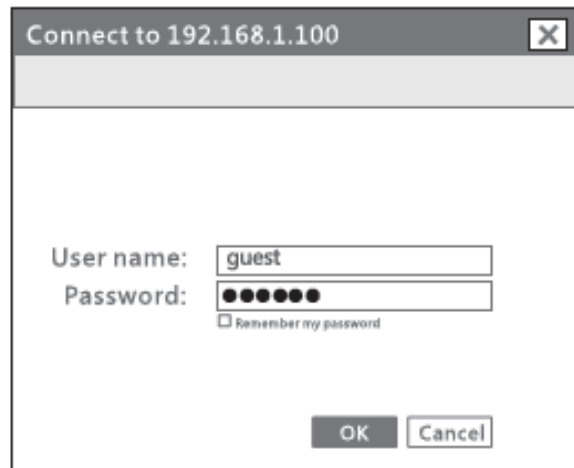 Connect to 192.168.1.100
User name: guest
Password: ●●●●●●
Remember my password
OK Cancel